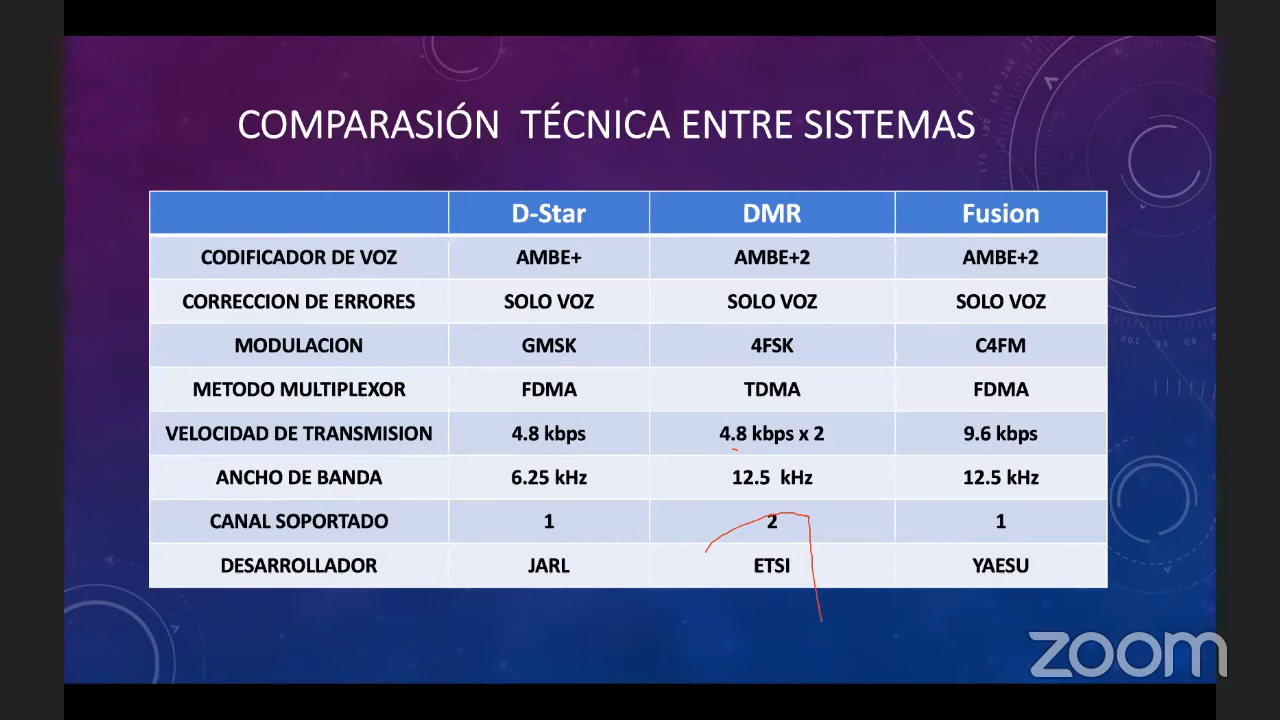 COMPARASIÓN TÉCNICA ENTRE SISTEMAS
D-Star DMR Fusion
CODIFICADOR DE VOZ AMBE+ AMBE+2 AMBE+2
CORRECCION DE ERRORES SOLO VOZ SOLO VOZ SOLO VOZ
MODULACION GMSK 4FSK C4FM
METODO MULTIPLEXOR FDMA TDMA FDMA
VELOCIDAD DE TRANSMISION 4.8 kbps 4.8 kbps x 2 9.6 kbps
ANCHO DE BANDA 6.25 kHz 12.5 kHz 12.5 kHz
CANAL SOPORTADO 1 2 1
DESARROLLADOR JARL ETSI YAESU
zoom